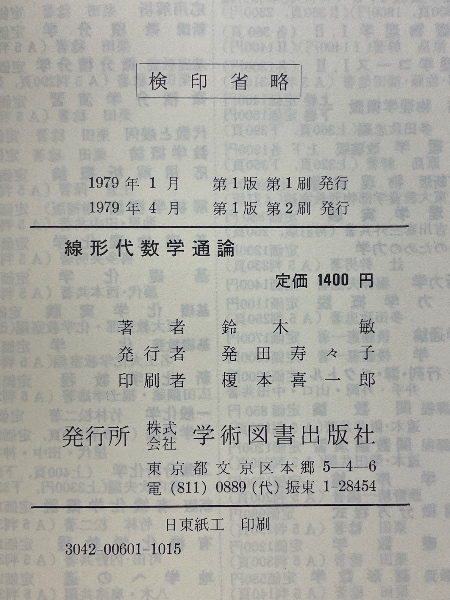 検印省略
1979年1月 第1版 第1刷 発行
1979年4月 第1版 第2刷 発行
線形代数学通論
定価 1400 円
著者 鈴木 敏
発行者 発田寿々子
印刷者 榎本喜一郎
発行所 株式会社 学術図書出版社
東京都文京区本郷5-4-6
電(811) 0889(代)振東1-28454
日東紙工 印刷
3042-00601-1015